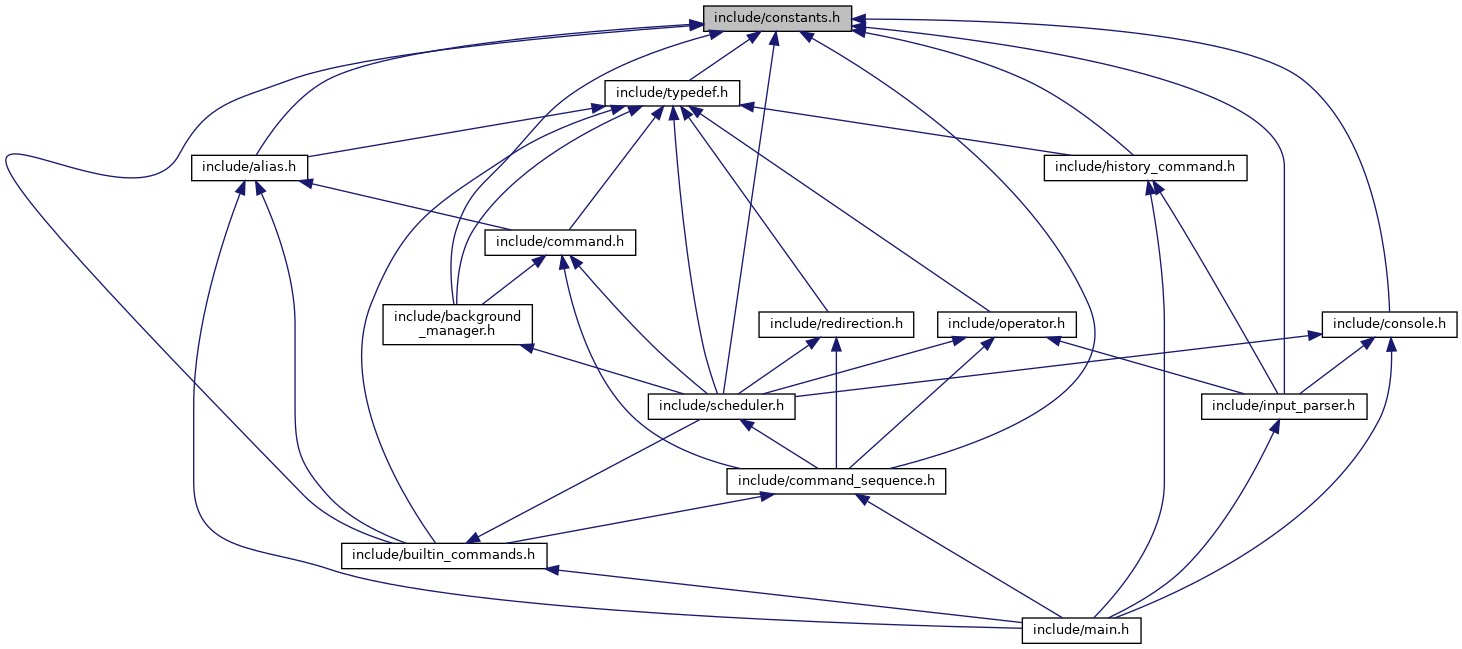 include/constants.h
include/typedef.h
include/alias.h
include/history_command.h
include/command.h
include/background
_manager.h
include/redirection.h
include/operator.h
include/console.h
include/scheduler.h
include/input_parser.h
include/command_sequence.h
include/builtin_commands.h
include/main.h